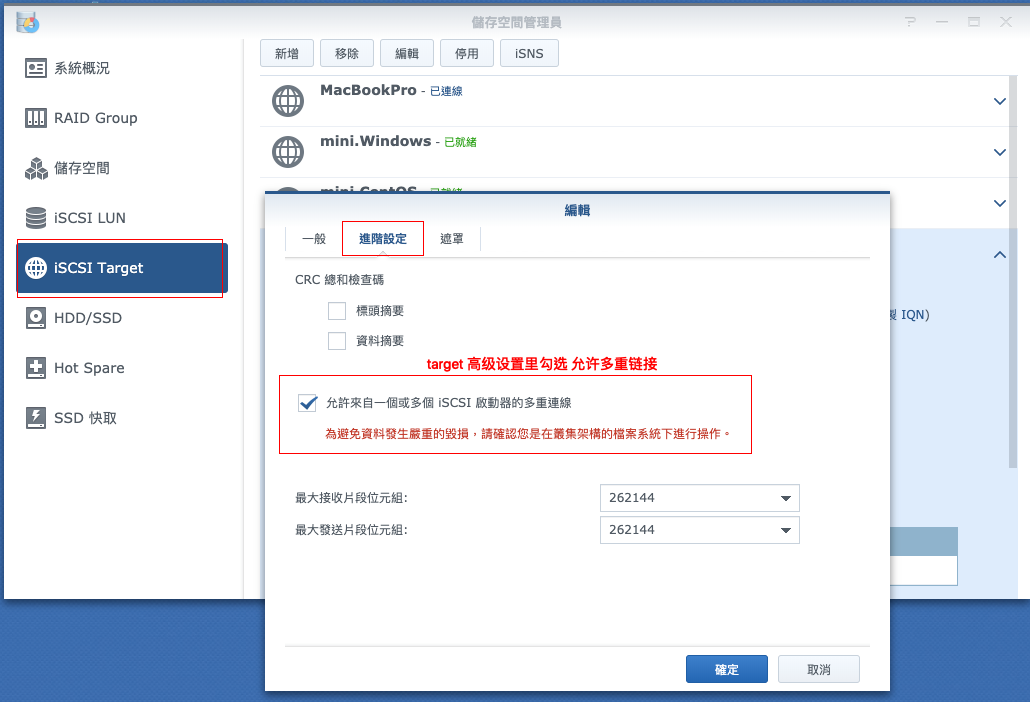 儲存空間管理員
系統概況
RAID Group
儲存空間
iSCSI LUN
iSCSI Target
HDD/SSD
Hot Spare
SSD 快取
新增
移除
編輯
停用
iSNS
MacBookPro - 已連線
mini.Windows - 已就緒
mini.CentOS - 已就緒
IQN)
編輯
一般
進階設定
遮罩
CRC 總和檢查碼
標頭摘要
資料摘要
target 高级设置里勾选 允许多重链接
允許來自一個或多個 iSCSI 啟動器的多重連線
為避免資料發生嚴重的毀損，請確認您是在叢集架構的檔案系統下進行操作。
最大接收片段位元組:
262144
最大發送片段位元組:
262144
確定
取消